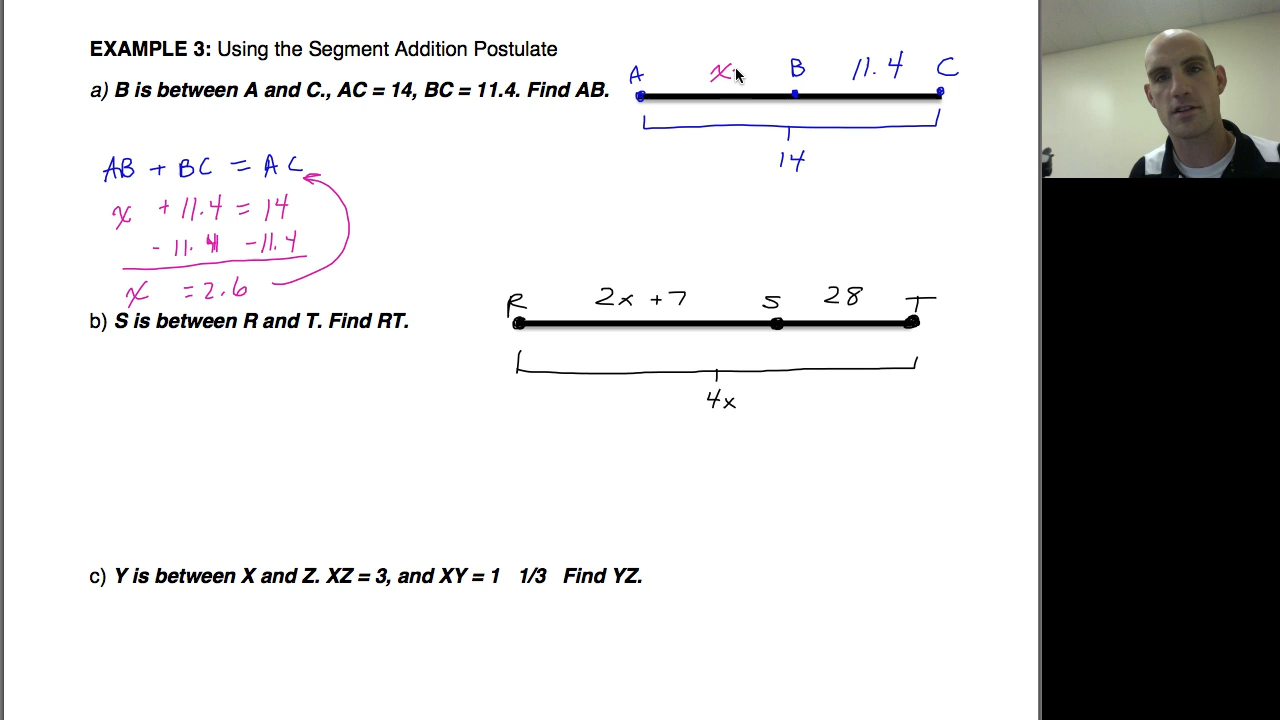 EXAMPLE 3: Using the Segment Addition Postulate
a) B is between A and C., AC = 14, BC = 11.4. Find AB.
A x B 11.4 C
14
AB + BC = AC
x + 11.4 = 14
- 11.4 -11.4
x = 2.6
b) S is between R and T. Find RT.
R 2x +7 S 28 T
4x
c) Y is between X and Z. XZ = 3, and XY = 1 1/3 Find YZ.